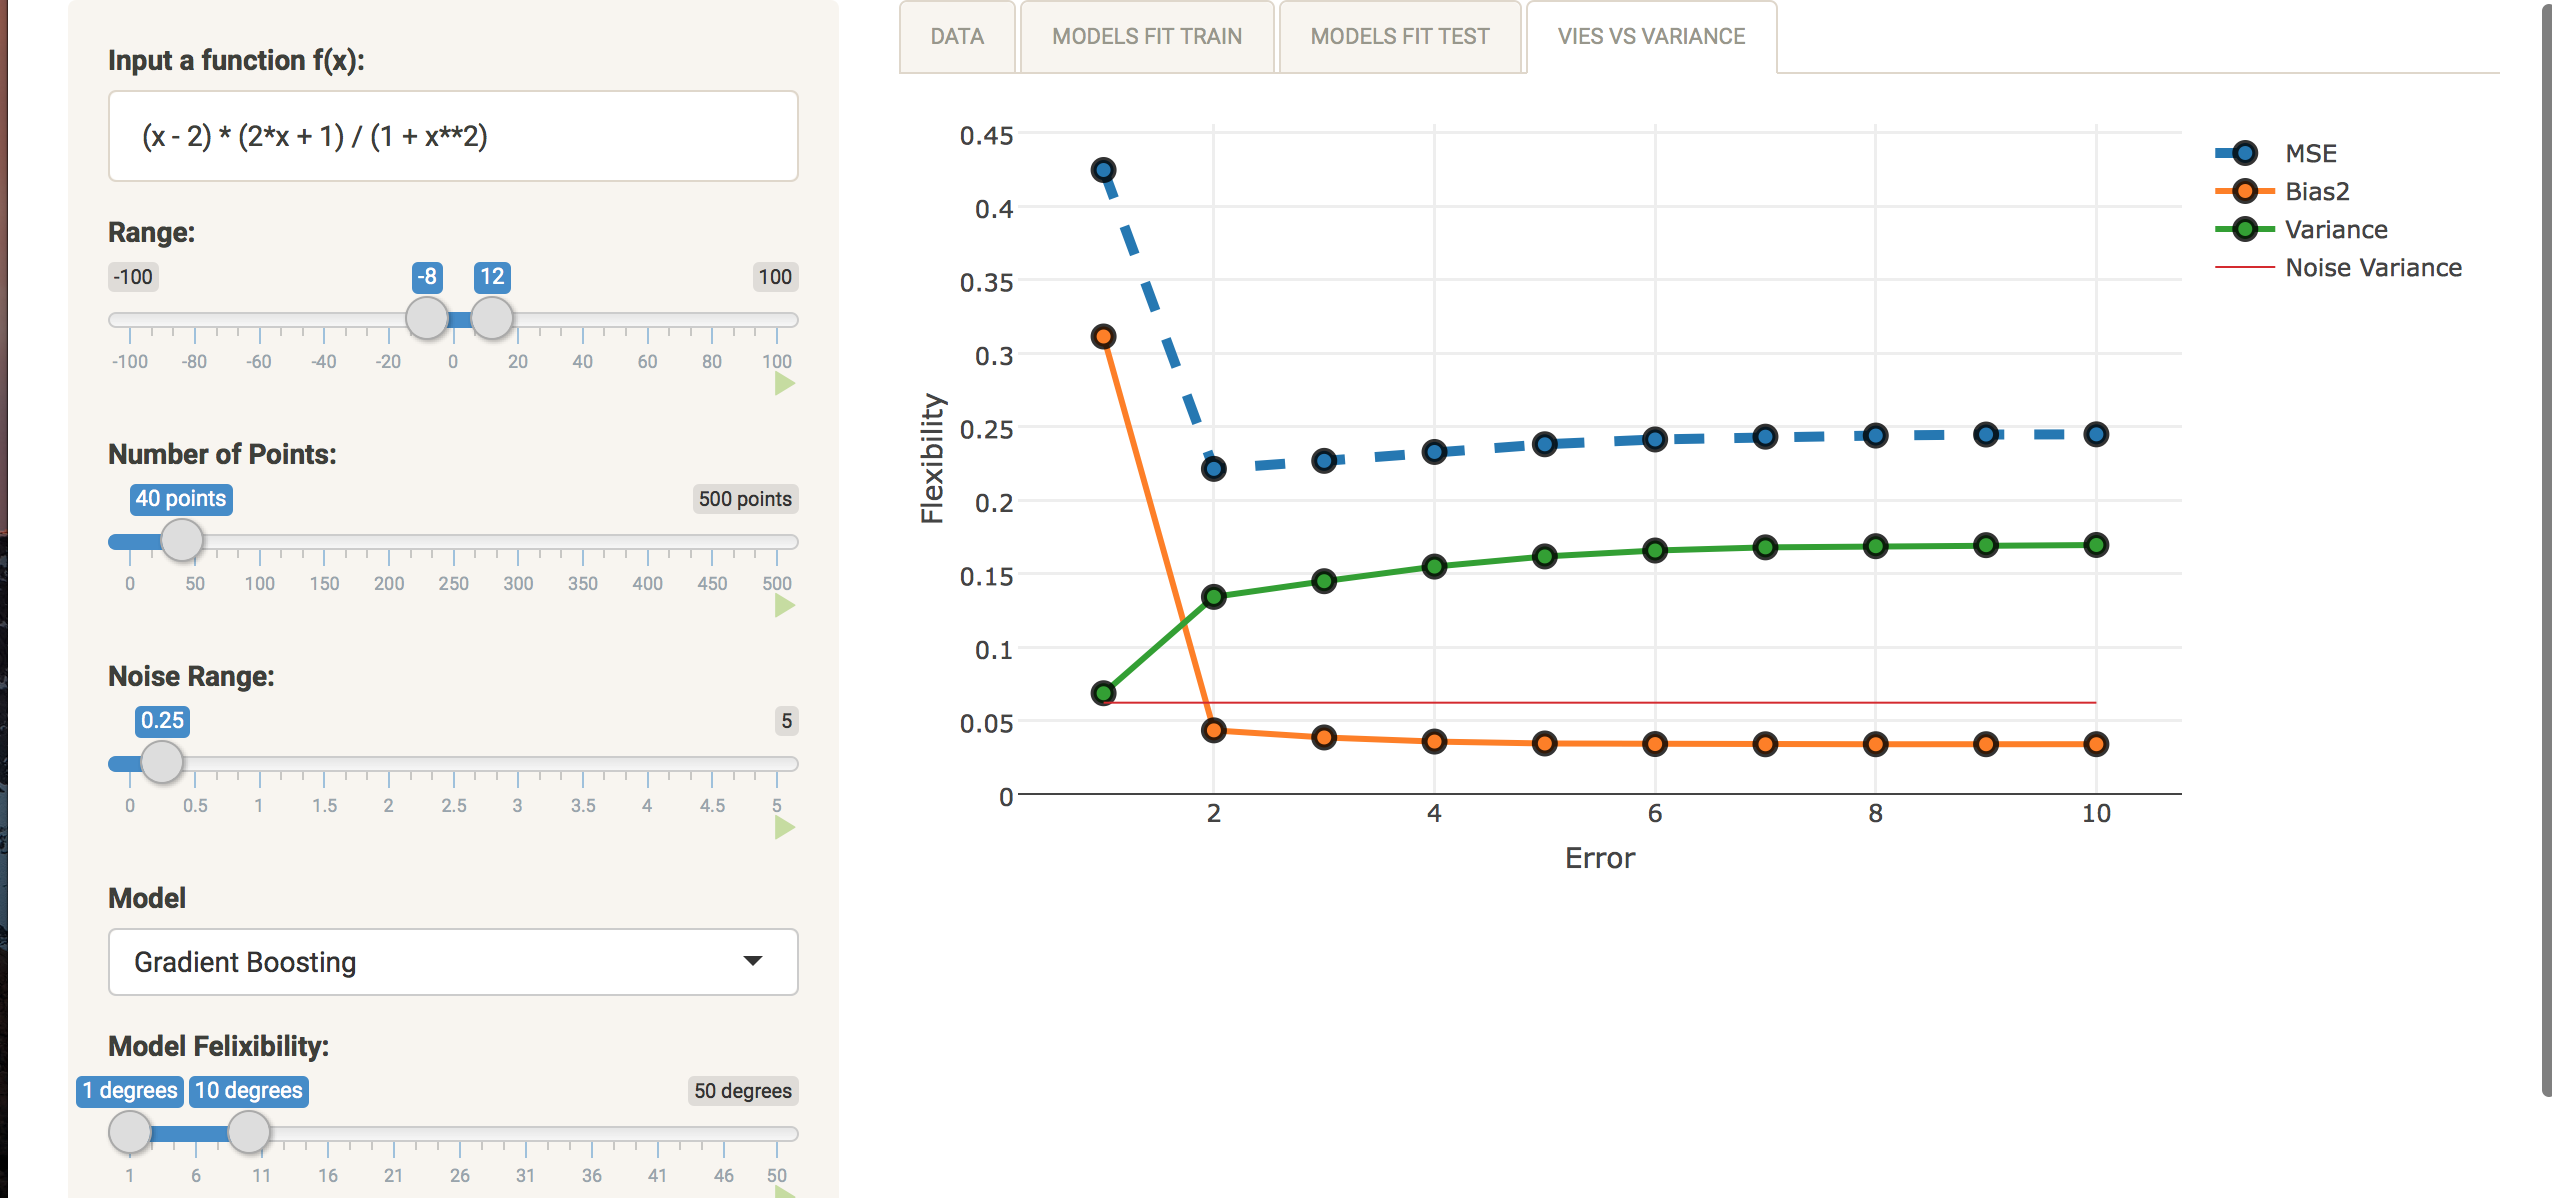 Input a function f(x):
(x - 2) * (2*x + 1) / (1 + x**2)
Range:
-100
-8
12
100
-100 -80 -60 -40 -20 0 20 40 60 80 100
Number of Points:
40 points
500 points
0 50 100 150 200 250 300 350 400 450 500
Noise Range:
0.25
5
0 0.5 1 1.5 2 2.5 3 3.5 4 4.5 5
Model
Gradient Boosting
Model Felixibility:
1 degrees
10 degrees
50 degrees
1 6 11 16 21 26 31 36 41 46 50
DATA
MODELS FIT TRAIN
MODELS FIT TEST
VIES VS VARIANCE
0.45
0.4
0.35
0.3
0.25
0.2
0.15
0.1
0.05
0
Flexibility
2 4 6 8 10
Error
MSE
Bias2
Variance
Noise Variance